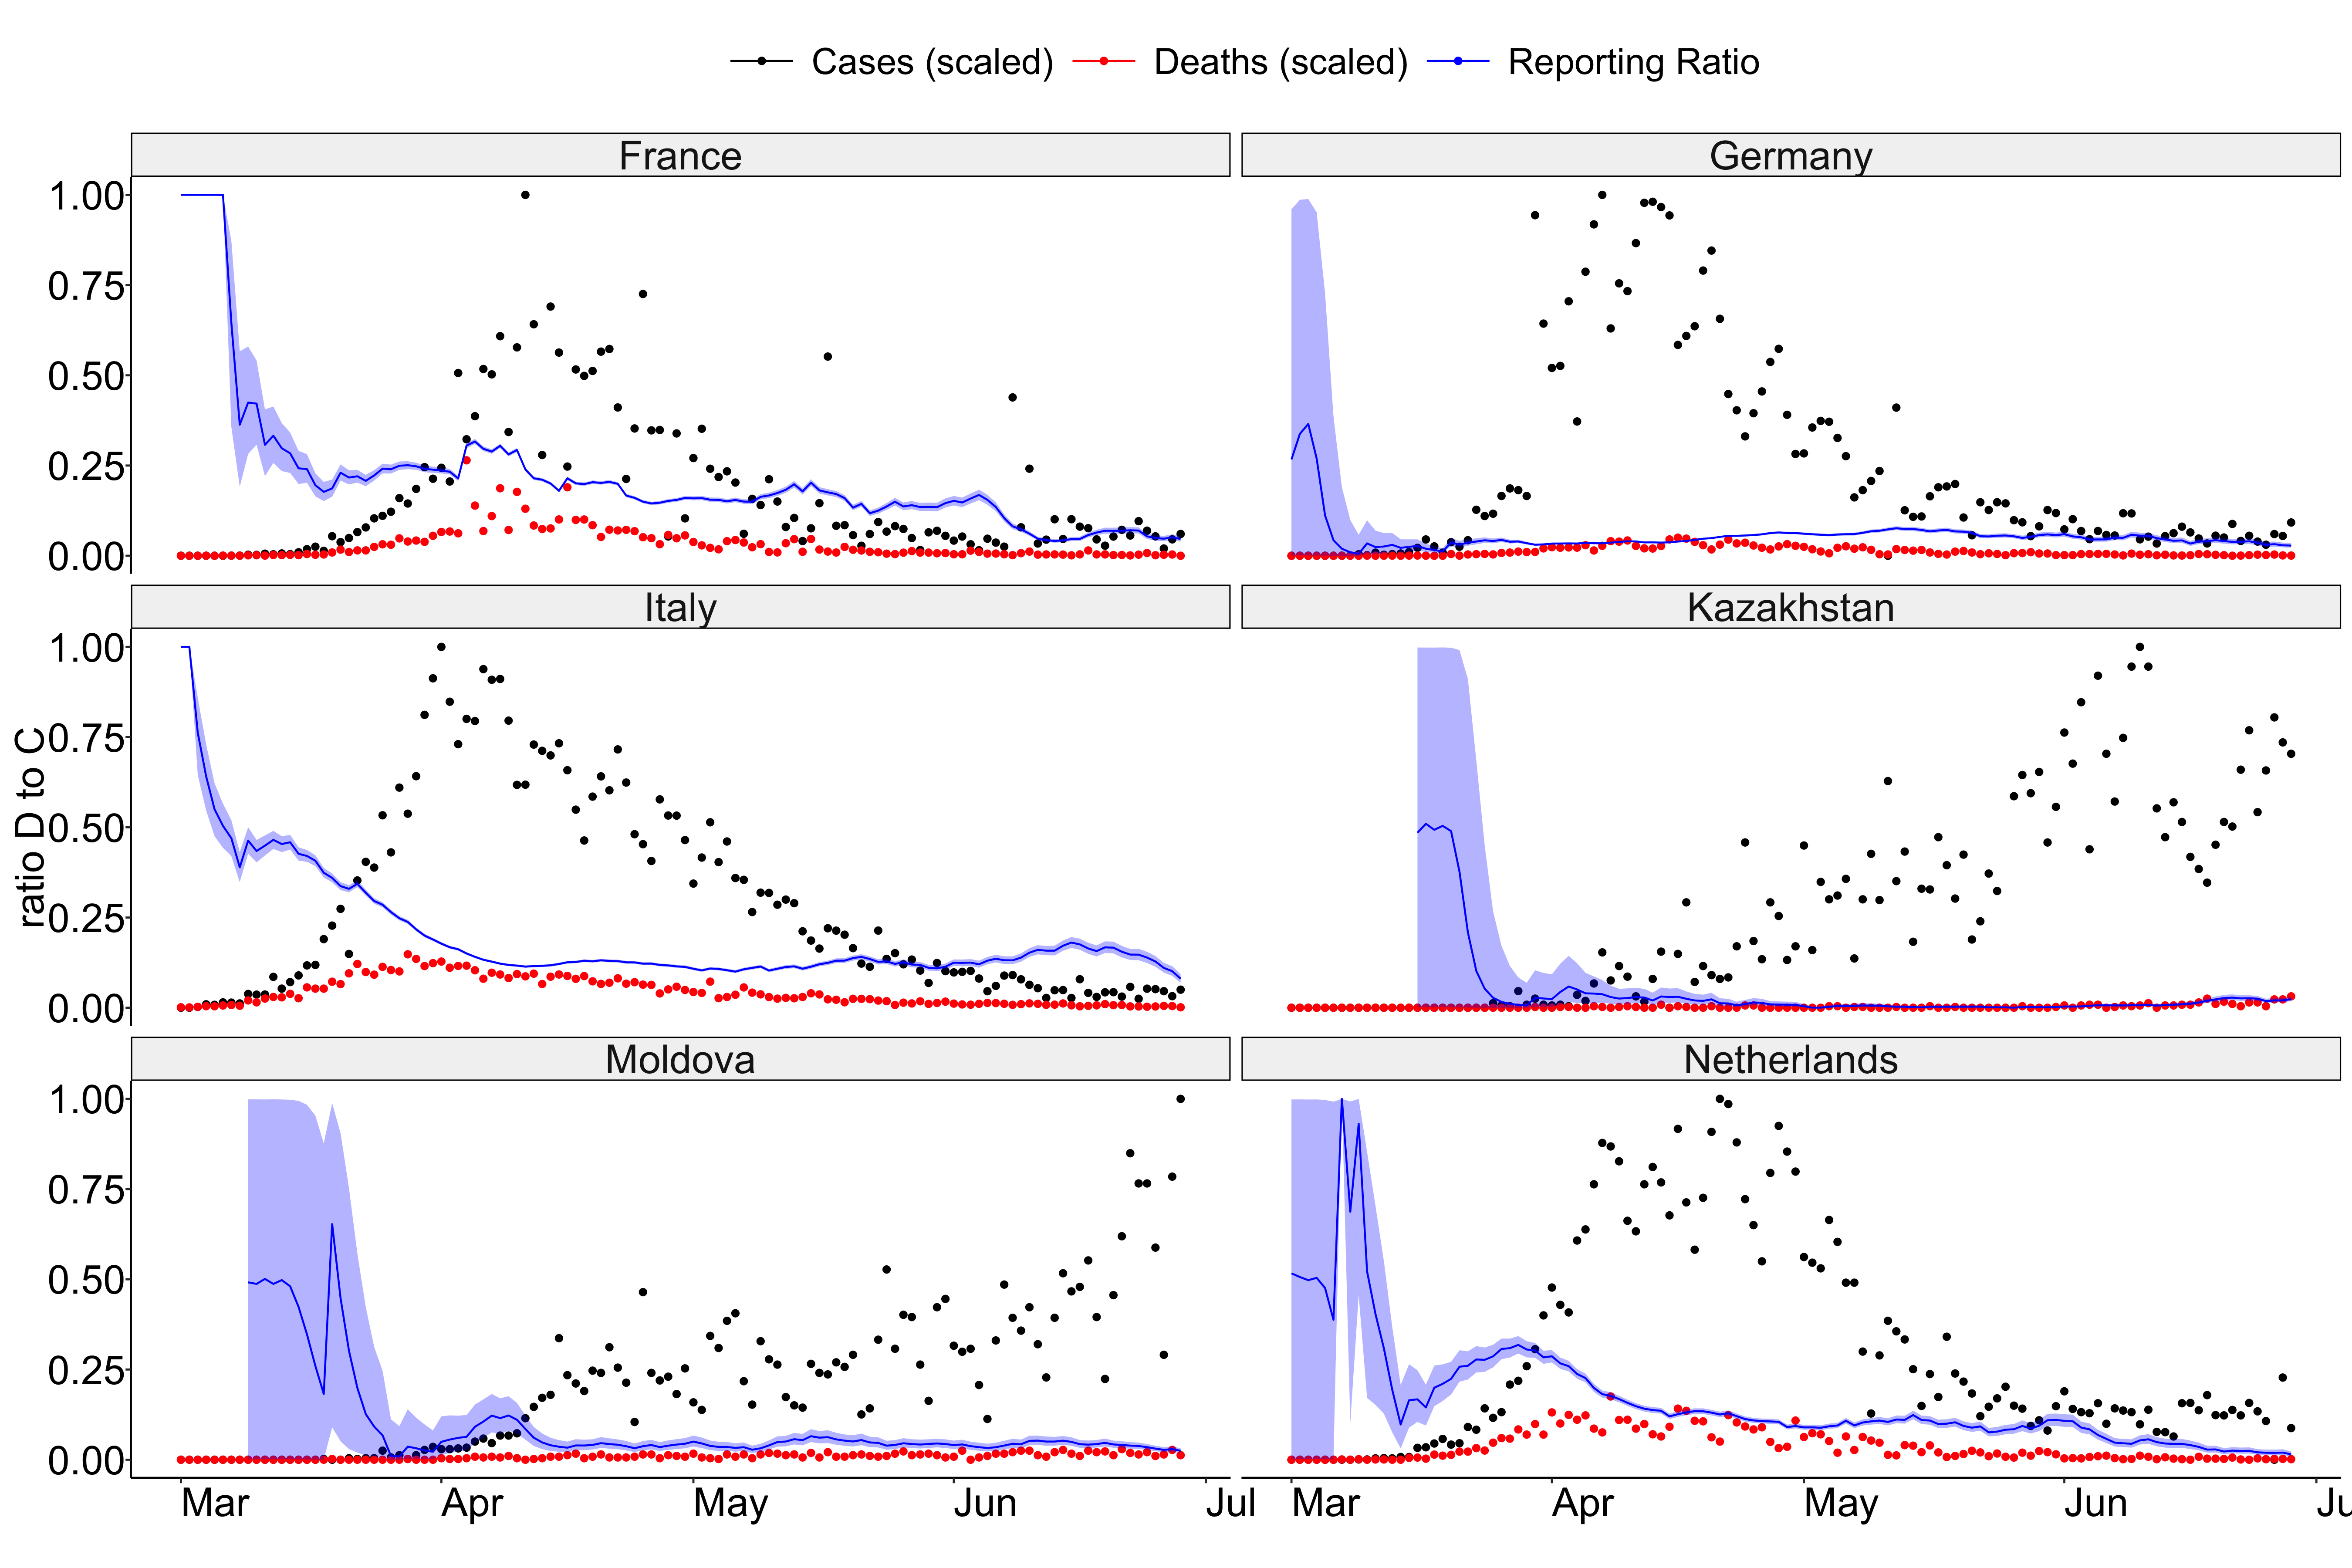 Cases (scaled) Deaths (scaled) Reporting Ratio
France Germany
1.00
0.75
0.50
0.25
0.00
Italy Kazakhstan
1.00
0.75
0.50
0.25
0.00
ratio D to C
Moldova Netherlands
1.00
0.75
0.50
0.25
0.00
Mar Apr May Jun Jul Mar Apr May Jun Ju